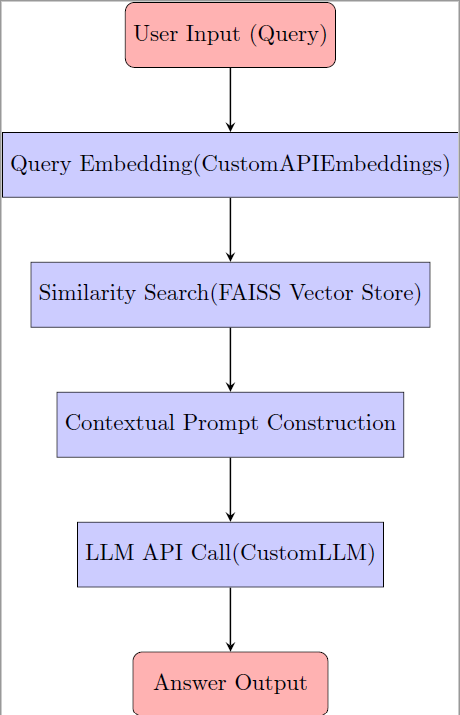 User Input (Query)
Query Embedding(CustomAPIEmbeddings)
Similarity Search(FAISS Vector Store)
Contextual Prompt Construction
LLM API Call(CustomLLM)
Answer Output